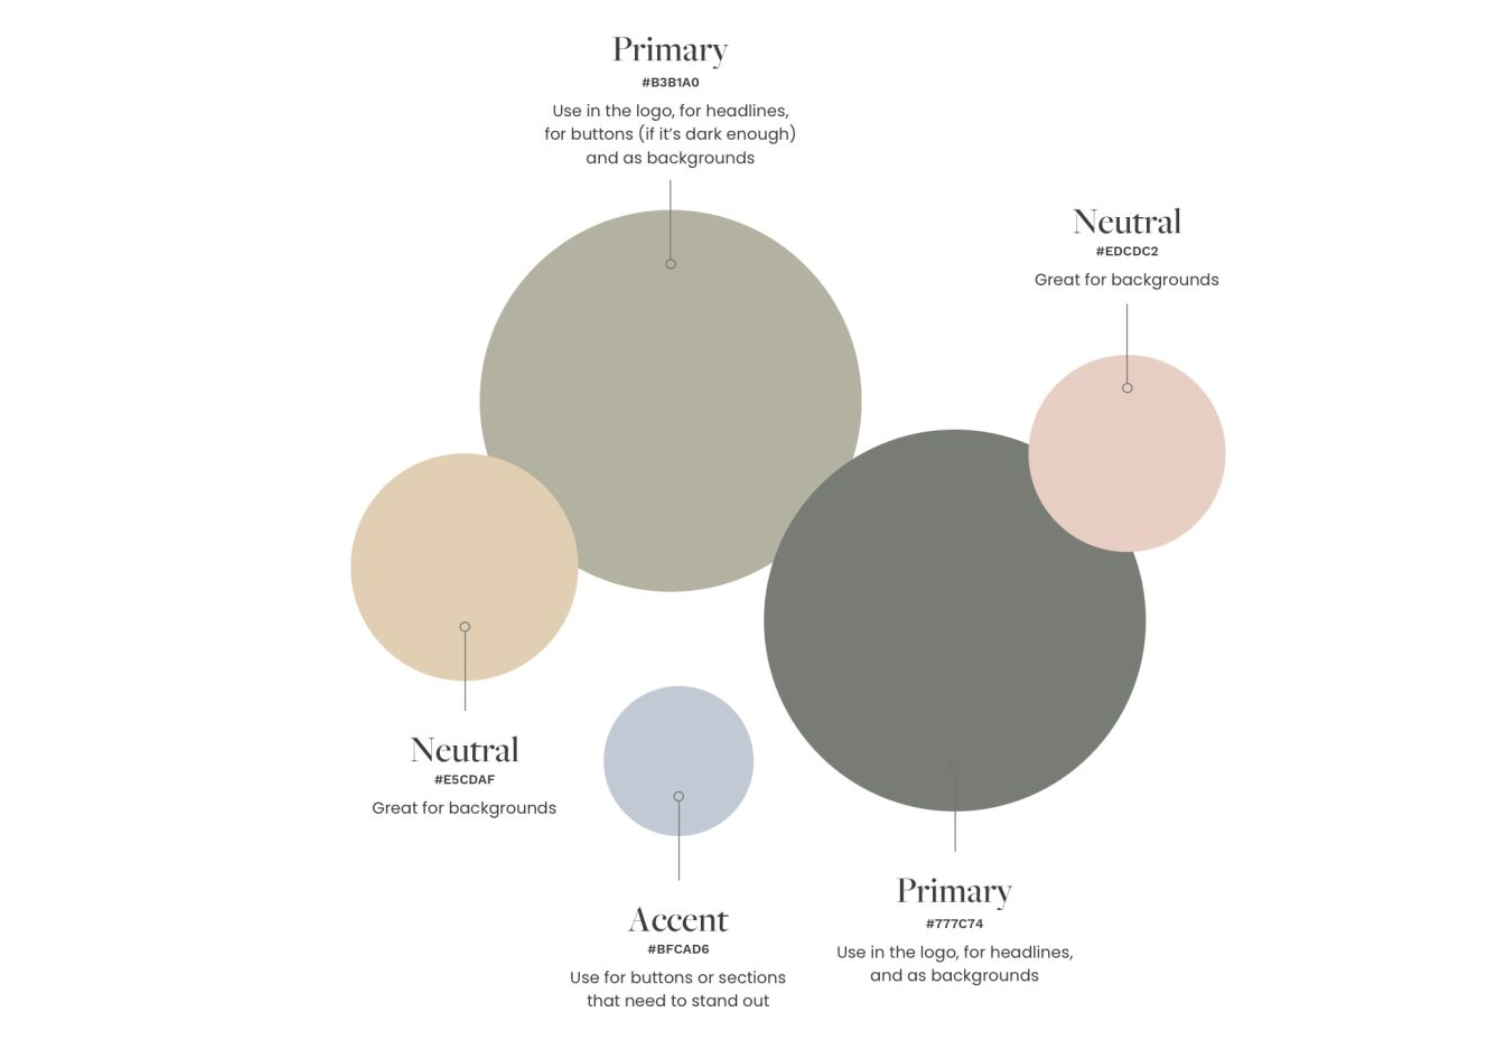 Primary
#B3B1A0
Use in the logo, for headlines,
for buttons (if it's dark enough)
and as backgrounds
Neutral
#EDCDC2
Great for backgrounds
Neutral
#E5CDAF
Great for backgrounds
Accent
#BFCAD6
Use for buttons or sections
that need to stand out
Primary
#777C74
Use in the logo, for headlines,
and as backgrounds